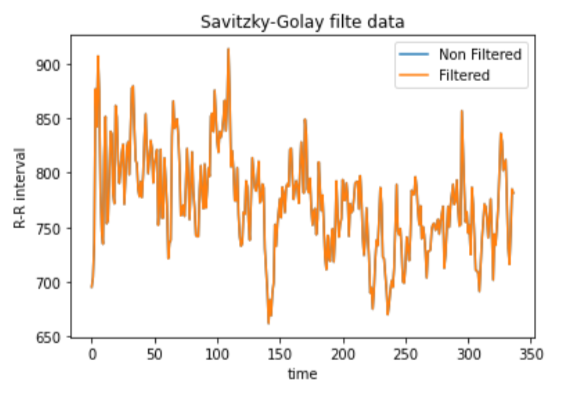 Savitzky-Golay filte data
Non Filtered
Filtered
900
850
800
750
700
650
R-R interval
0 50 100 150 200 250 300 350
time